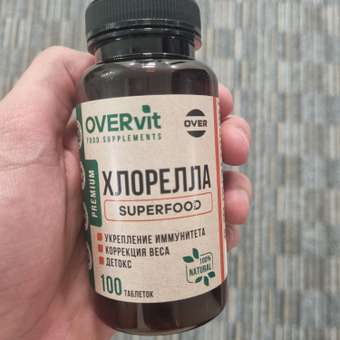 OVERvit
FOOD SUPPLEMENTS
OVER
PREMIUM
ХЛОРЕЛЛА
SUPERFOOD
УКРЕПЛЕНИЕ ИММУНИТЕТА
КОРРЕКЦИЯ ВЕСА
ДЕТОКС
100% NATURAL
100 ТАБЛЕТОК